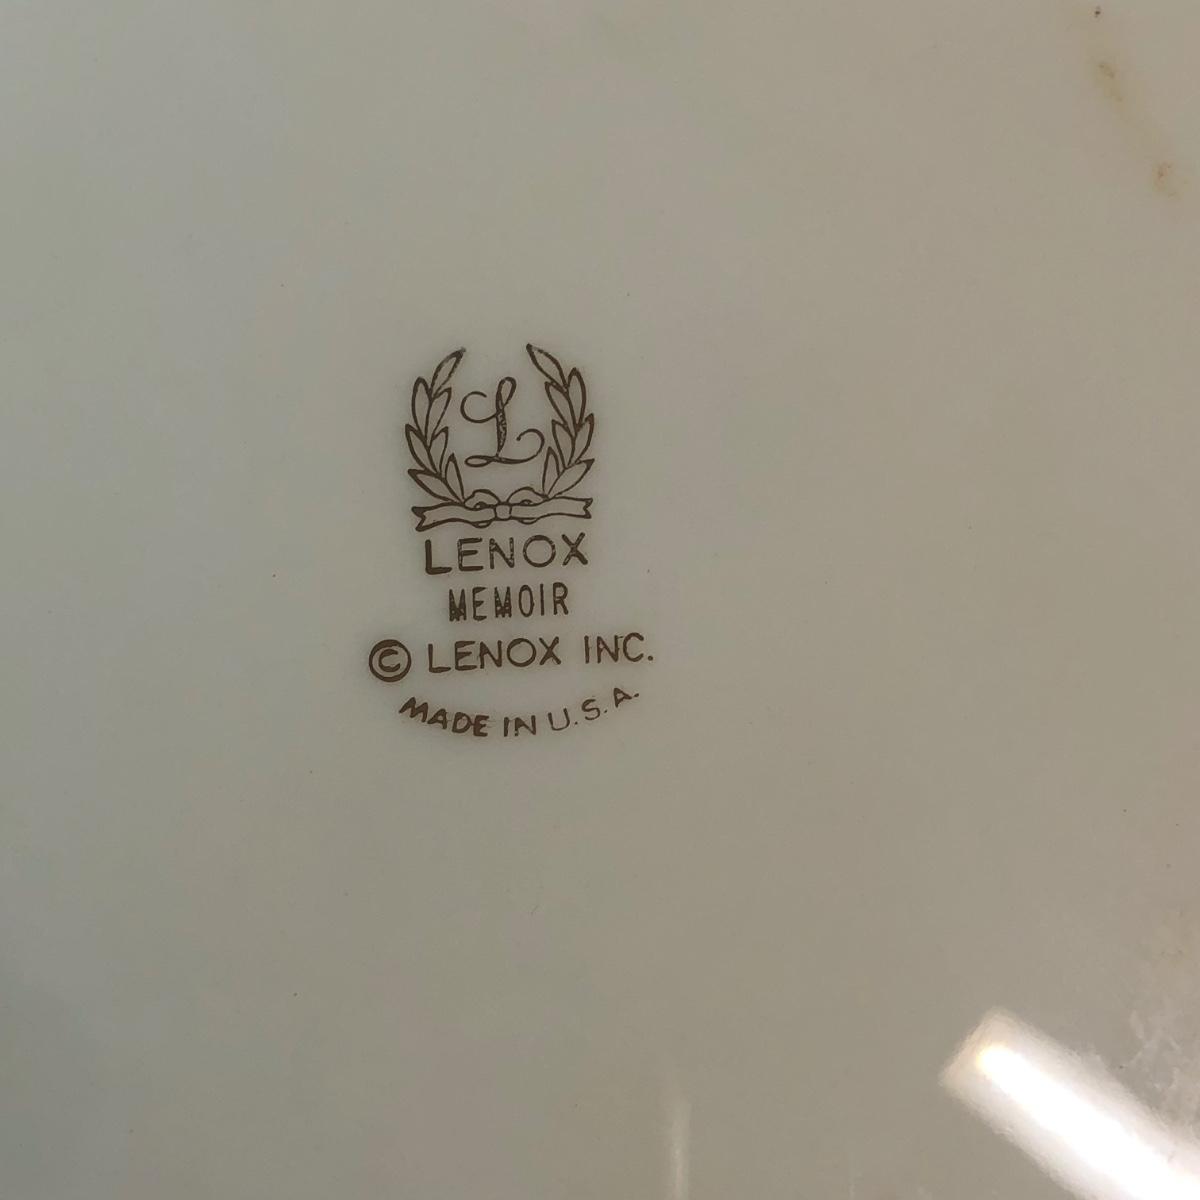 L
LENOX
MEMOIR
© LENOX INC.
MADE IN U.S.A.